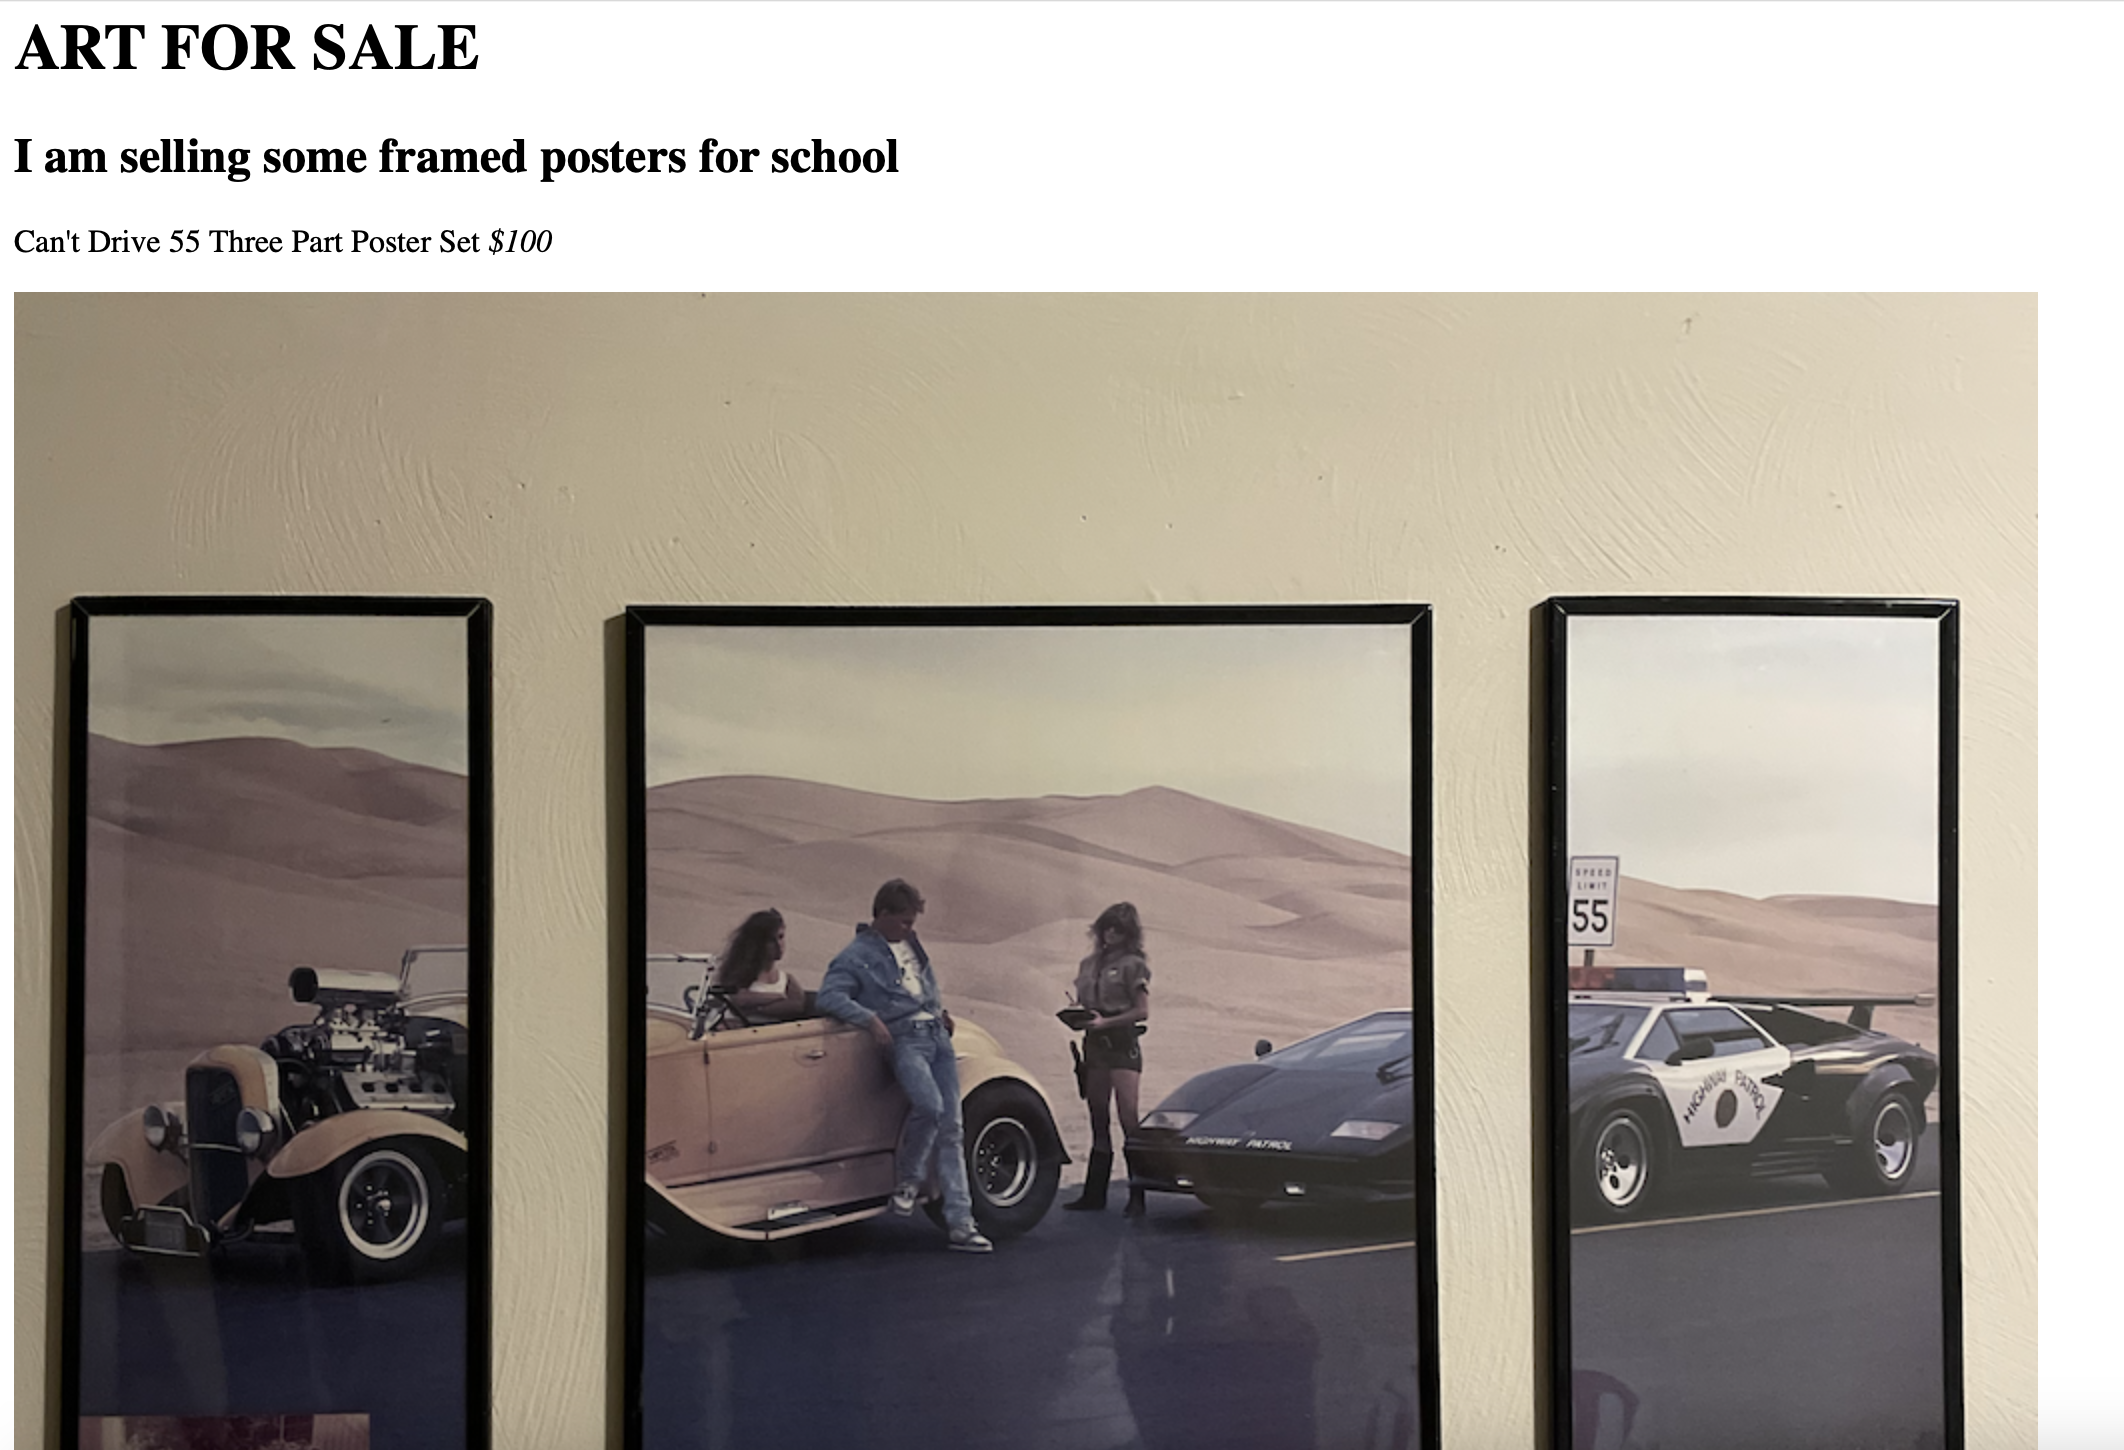 ART FOR SALE
I am selling some framed posters for school
Can't Drive 55 Three Part Poster Set $100
SPEED
LIMIT
55
HIGHWAY PATROL
HIGHWAY PATROL